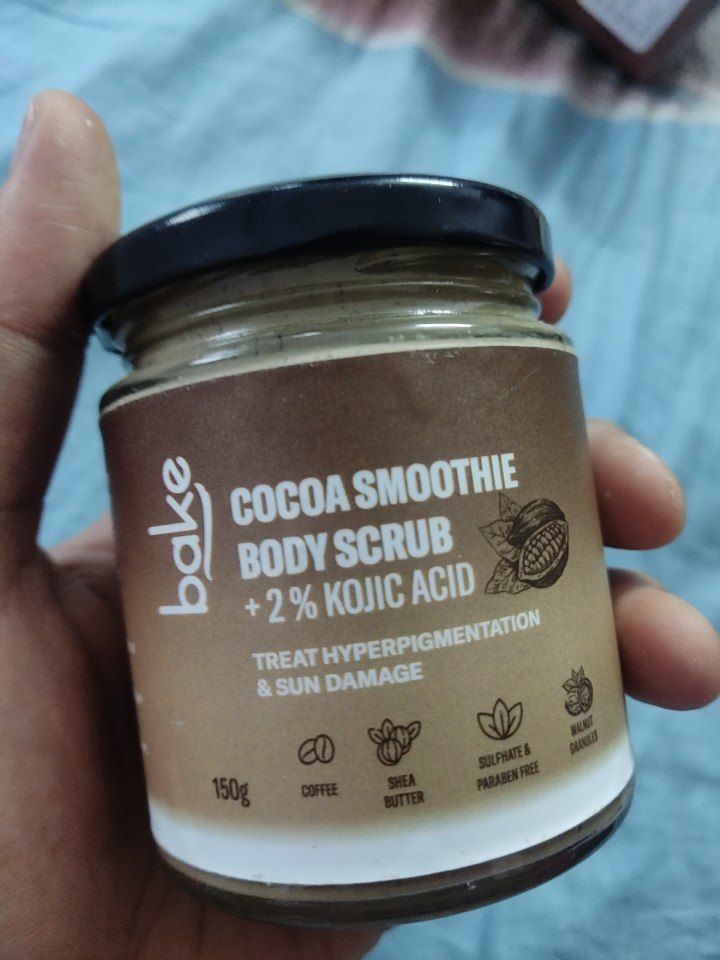 bake
COCOA SMOOTHIE
BODY SCRUB
+ 2% KOJIC ACID
TREAT HYPERPIGMENTATION
& SUN DAMAGE
150g
COFFEE
SHEA
BUTTER
SULFHATE &
PARABEN FREE
WALNUT
GRANULES